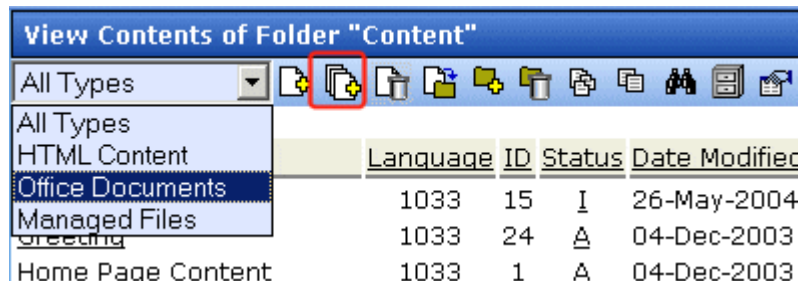 View Contents of Folder "Content"
All Types
All Types
HTML Content
Language ID Status Date Modified
Office Documents
1033 15 I 26-May-2004
Managed Files
Greeting 1033 24 A 04-Dec-2003
Home Page Content 1033 1 A 04-Dec-2003